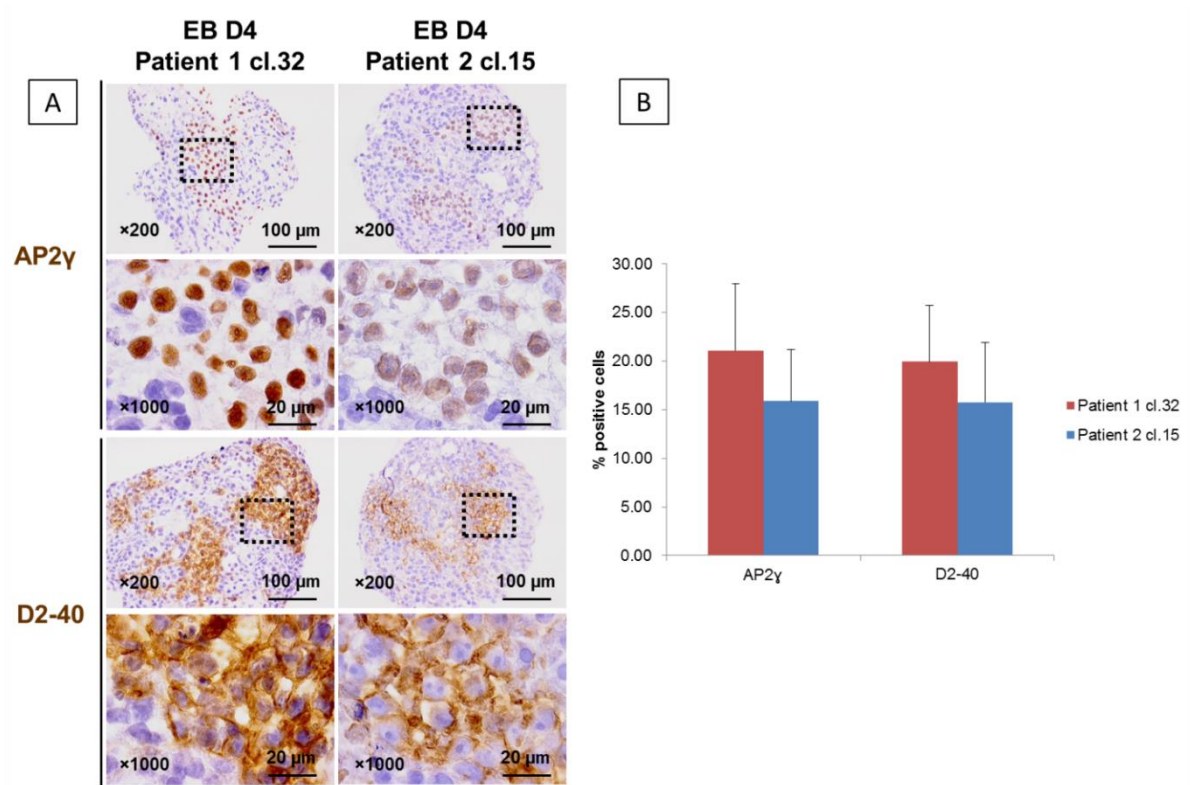 EB D4
Patient 1 cl.32
EB D4
Patient 2 cl.15
A
AP2γ
×200
100 µm
×200
100 µm
×1000
20 µm
×1000
20 µm
D2-40
×200
100 µm
×200
100 µm
×1000
20 µm
×1000
20 µm
B
% positive cells
30.00
25.00
20.00
15.00
10.00
5.00
0.00
AP2ɣ
D2-40
Patient 1 cl.32
Patient 2 cl.15